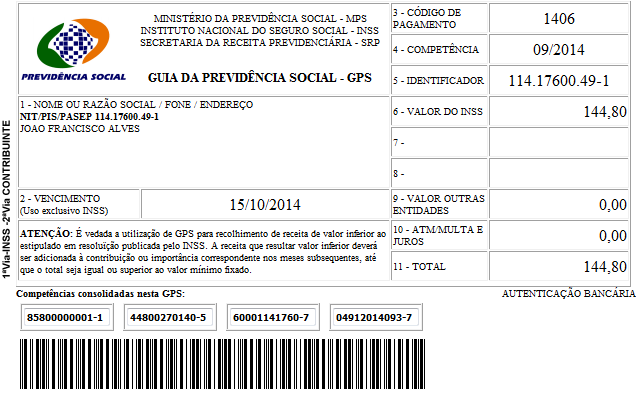 PREVIDÊNCIA SOCIAL
MINISTÉRIO DA PREVIDÊNCIA SOCIAL - MPS
INSTITUTO NACIONAL DO SEGURO SOCIAL - INSS
SECRETARIA DA RECEITA PREVIDENCIÁRIA - SRP
GUIA DA PREVIDÊNCIA SOCIAL - GPS
3 - CÓDIGO DE
PAGAMENTO
1406
4 - COMPETÊNCIA
09/2014
5 - IDENTIFICADOR
114.17600.49-1
1 - NOME OU RAZÃO SOCIAL / FONE / ENDEREÇO
NIT/PIS/PASEP 114.17600.49-1
JOAO FRANCISCO ALVES
6 - VALOR DO INSS
144,80
7 -
8 -
2 - VENCIMENTO
(Uso exclusivo INSS)
15/10/2014
9 - VALOR OUTRAS
ENTIDADES
0,00
ATENÇÃO: É vedada a utilização de GPS para recolhimento de receita de valor inferior ao
estipulado em resolução publicada pelo INSS. A receita que resultar valor inferior deverá
ser adicionada à contribuição ou importância correspondente nos meses subsequentes, até
que o total seja igual ou superior ao valor mínimo fixado.
10 - ATM/MULTA E
JUROS
0,00
11 - TOTAL
144,80
1ªVia-INSS -2ªVia CONTRIBUINTE
Competências consolidadas nesta GPS:
AUTENTICAÇÃO BANCÁRIA
85800000001-1
44800270140-5
60001141760-7
04912014093-7